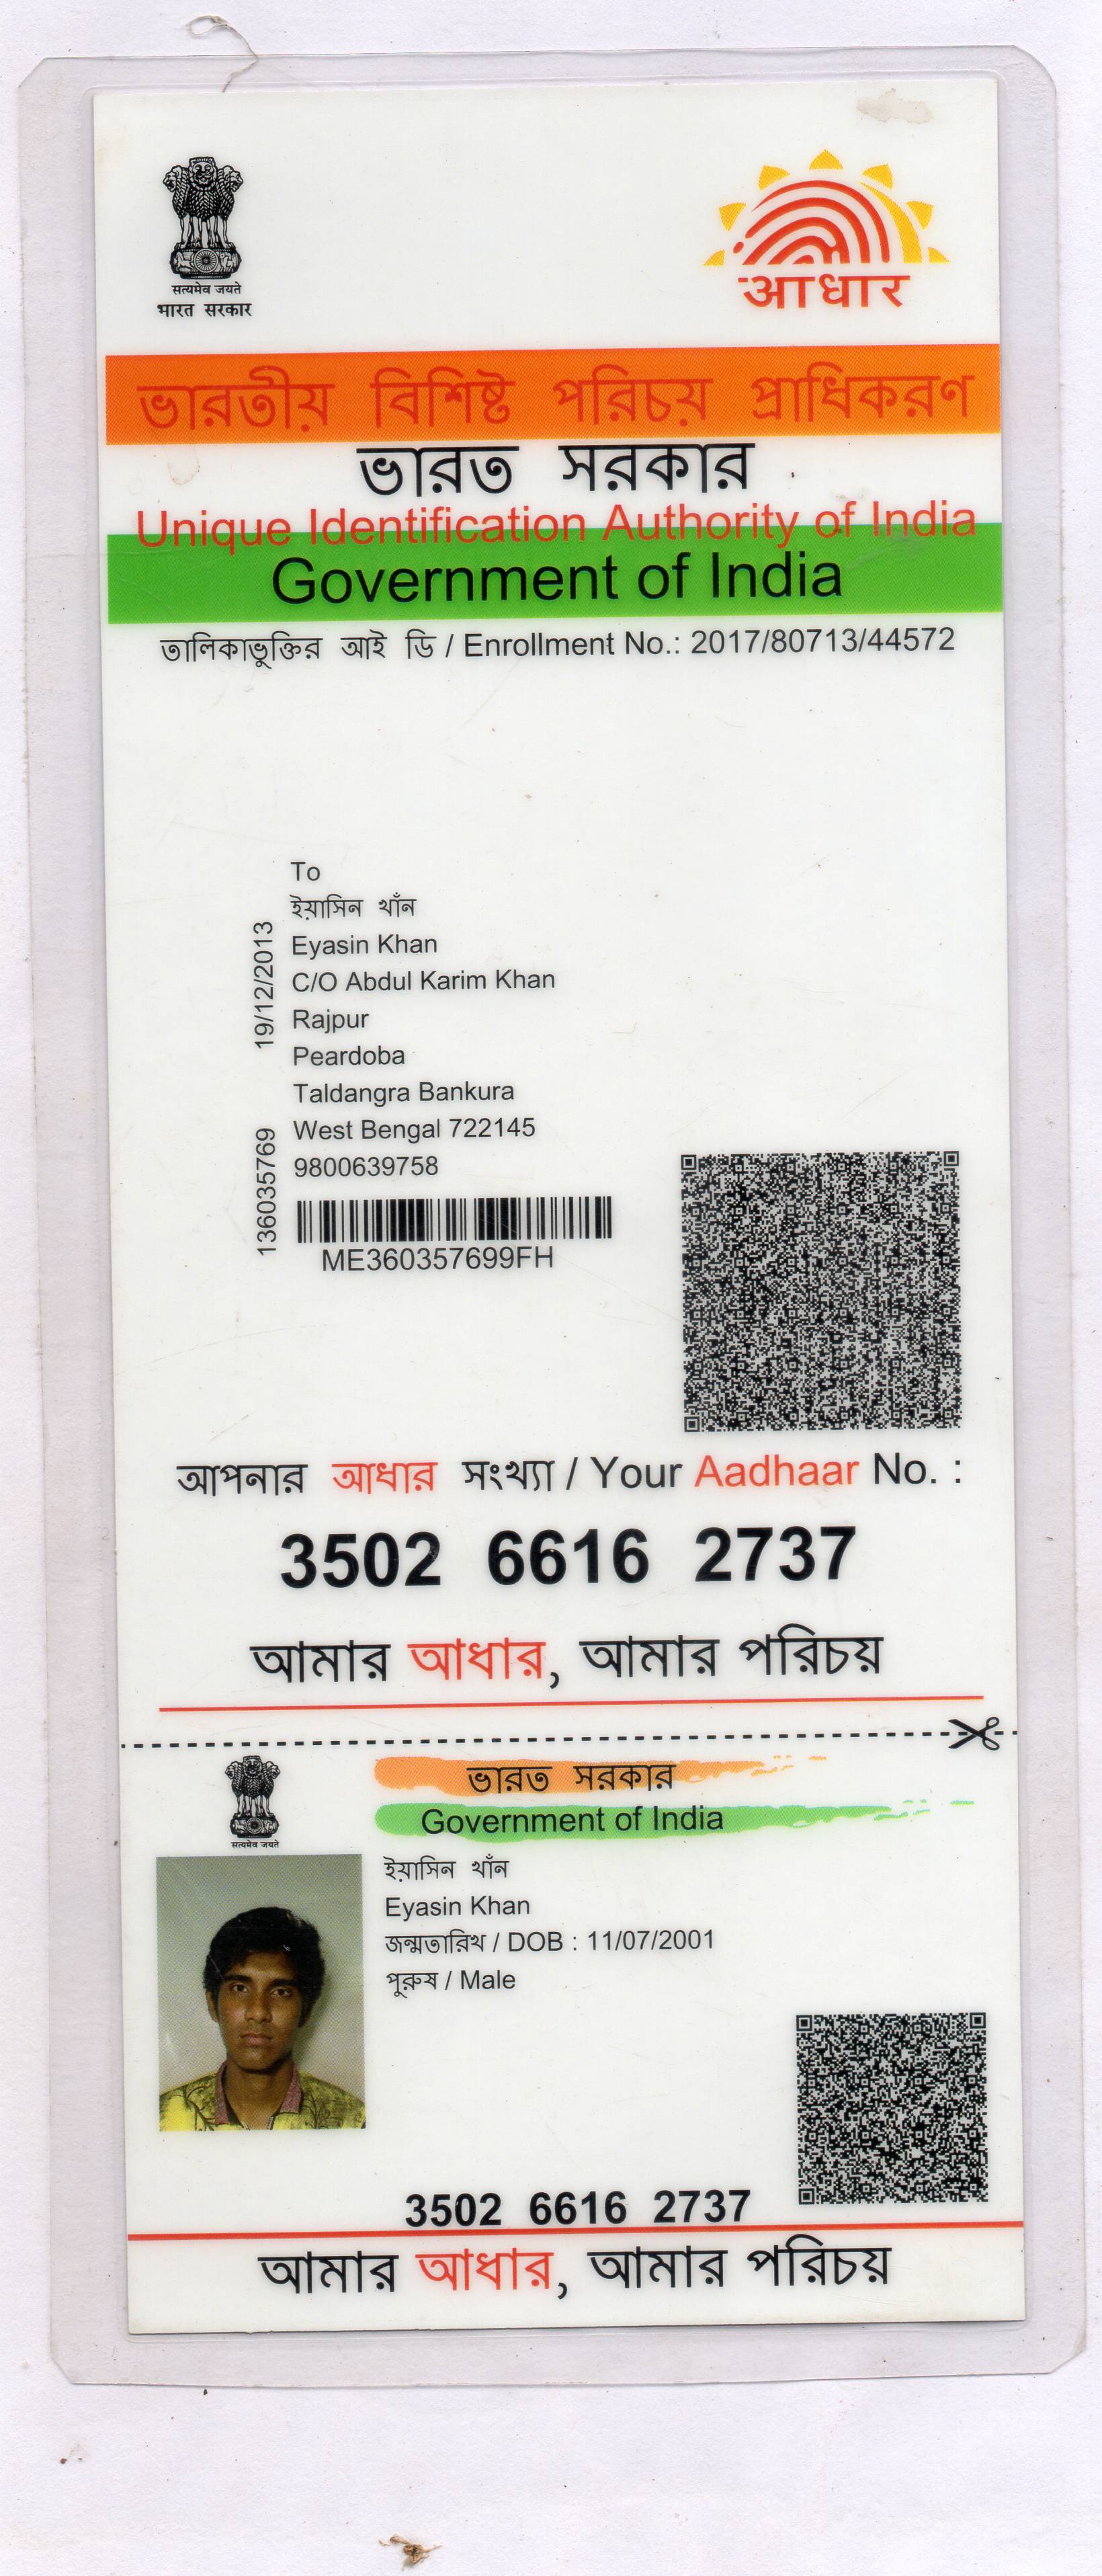 सत्यमेव जयते
भारत सरकार
आधार
ভারতীয় বিশিষ্ট পরিচয় প্রাধিকরণ
ভারত সরকার
Unique Identification Authority of India
Government of India
তালিকাভুক্তির আই ডি / Enrollment No.: 2017/80713/44572
To
ইয়াসিন খাঁন
Eyasin Khan
C/O Abdul Karim Khan
Rajpur
Peardoba
Taldangra Bankura
West Bengal 722145
9800639758
19/12/2013
136035769
ME360357699FH
আপনার আধার সংখ্যা / Your Aadhaar No. :
3502 6616 2737
আমার আধার, আমার পরিচয়
सत्यमेव जयते
ভারত সরকার
Government of India
ইয়াসিন খাঁন
Eyasin Khan
জন্মতারিখ / DOB : 11/07/2001
পুরুষ / Male
3502 6616 2737
আমার আধার, আমার পরিচয়